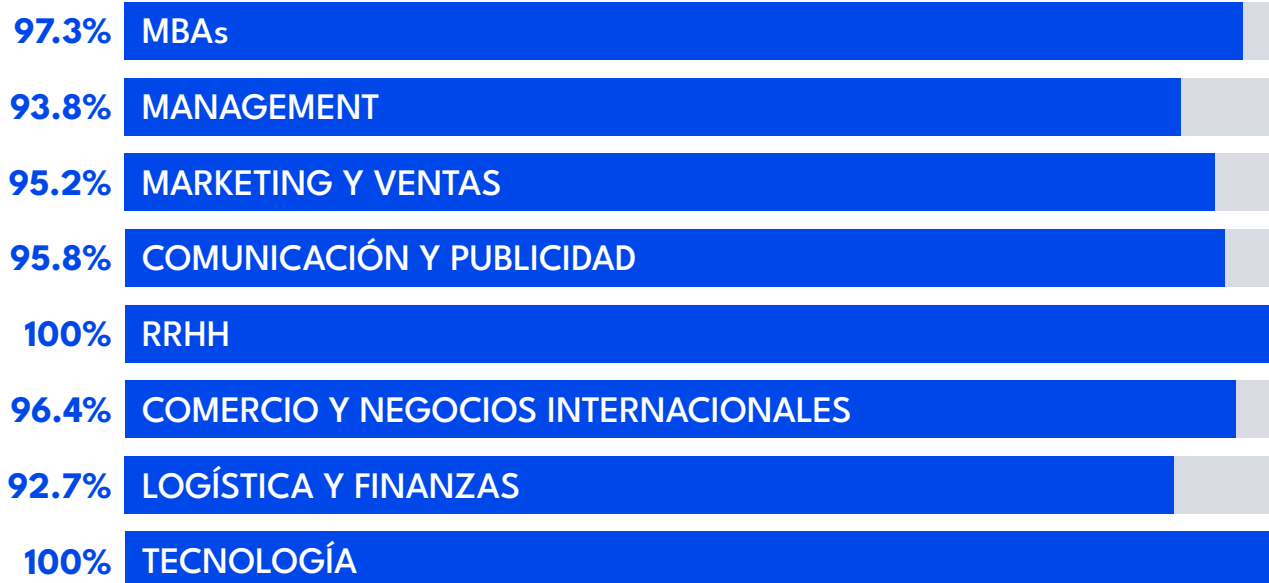 97.3% MBAs
93.8% MANAGEMENT
95.2% MARKETING Y VENTAS
95.8% COMUNICACIÓN Y PUBLICIDAD
100% RRHH
96.4% COMERCIO Y NEGOCIOS INTERNACIONALES
92.7% LOGÍSTICA Y FINANZAS
100% TECNOLOGÍA